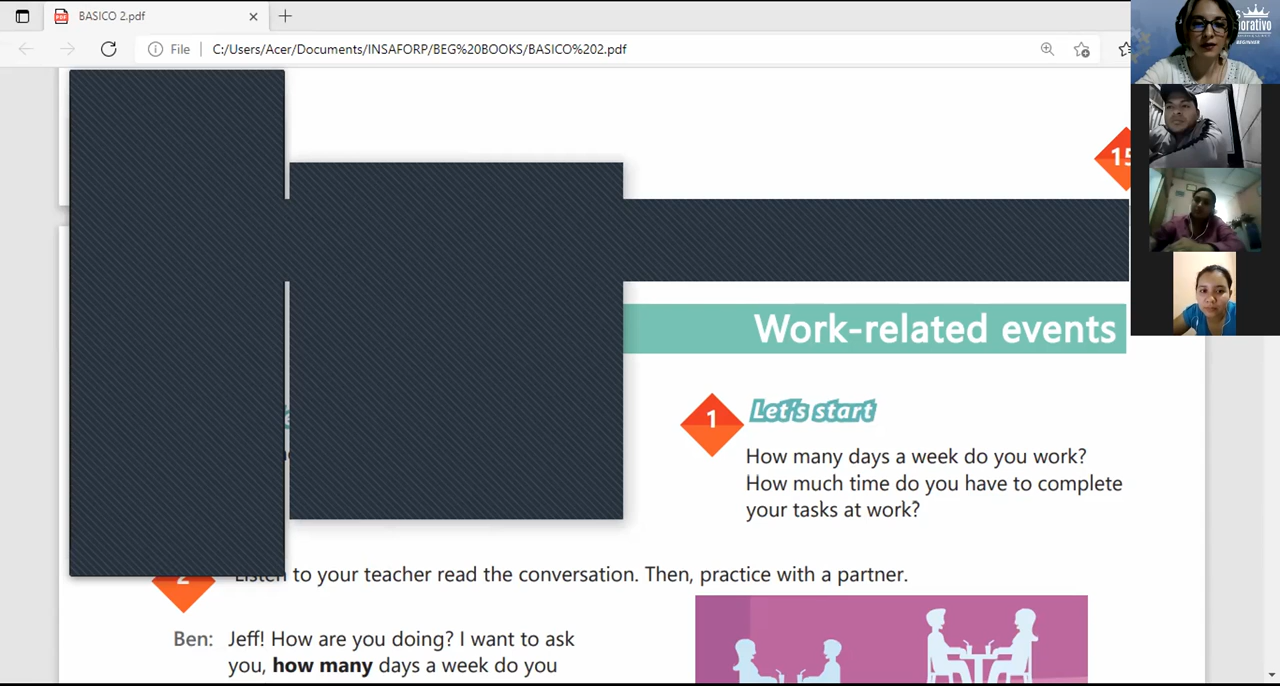 BASICO 2.pdf
File
C:/Users/Acer/Documents/INSAFORP/BEG%20BOOKS/BASICO%202.pdf
BEGINNER
15
Work-related events
1
Let's start
How many days a week do you work?
How much time do you have to complete
your tasks at work?
2
Listen to your teacher read the conversation. Then, practice with a partner.
Ben: Jeff! How are you doing? I want to ask
you, how many days a week do you